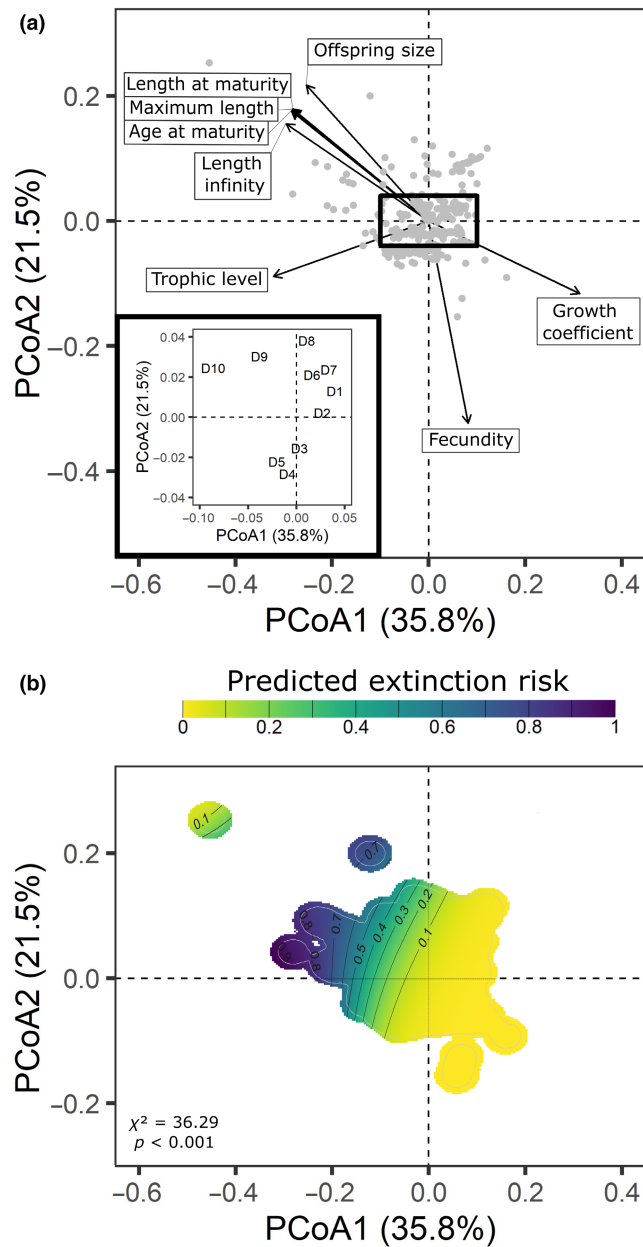 (a)
Offspring size
Length at maturity
Maximum length
Age at maturity
Length
infinity
Trophic level
Growth
coefficient
Fecundity
PCoA2 (21.5%)
0.2
0.0
−0.2
−0.4
D8
D9
D10
D6
D7
D1
D2
D3
D5
D4
PCoA2 (21.5%)
0.04
0.02
0.00
−0.02
−0.04
−0.10
−0.05
0.00
0.05
PCoA1 (35.8%)
−0.6
−0.4
−0.2
0.0
0.2
0.4
PCoA1 (35.8%)
(b)
Predicted extinction risk
0
0.2
0.4
0.6
0.8
1
PCoA2 (21.5%)
0.2
0.0
−0.2
0.1
0.7
0.8
0.7
0.9
0.8
0.5
0.4
0.3
0.2
0.1
χ² = 36.29
p < 0.001
−0.6
−0.4
−0.2
0.0
0.2
0.4
PCoA1 (35.8%)